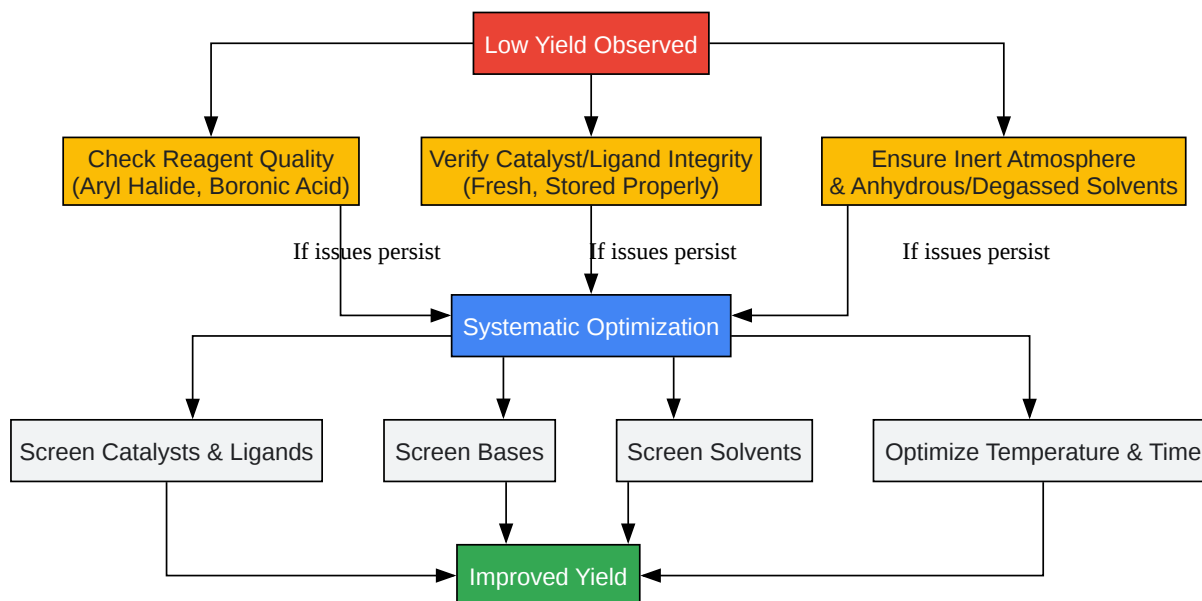 Low Yield Observed
Check Reagent Quality
(Aryl Halide, Boronic Acid)
Verify Catalyst/Ligand Integrity
(Fresh, Stored Properly)
Ensure Inert Atmosphere
& Anhydrous/Degassed Solvents
If issues persist
If issues persist
If issues persist
Systematic Optimization
Screen Catalysts & Ligands
Screen Bases
Screen Solvents
Optimize Temperature & Time
Improved Yield